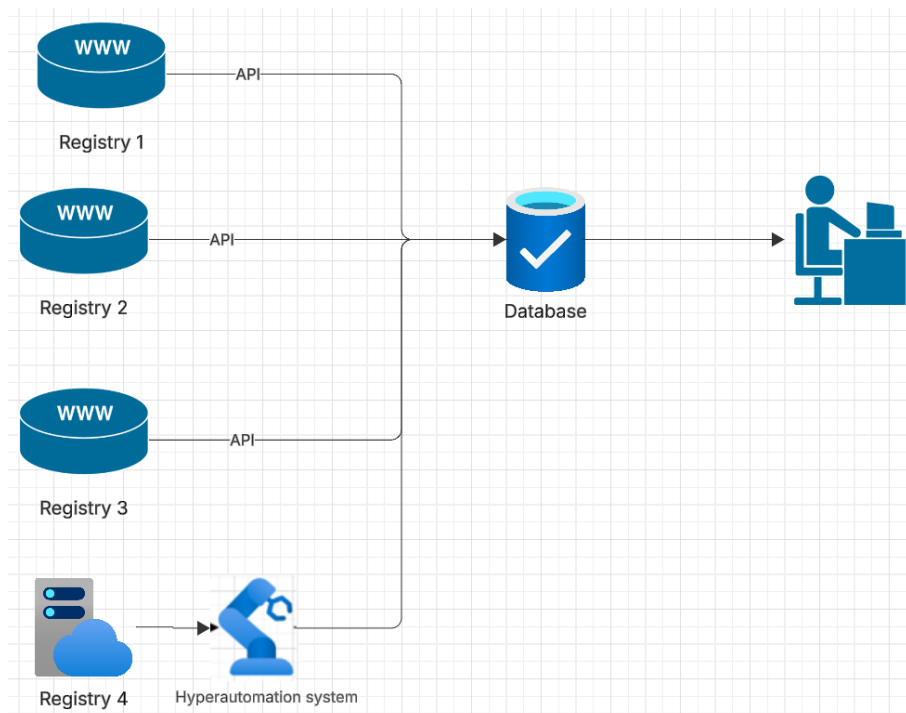 WWW
API
Registry 1
WWW
API
Registry 2
Database
WWW
API
Registry 3
Registry 4
Hyperautomation system